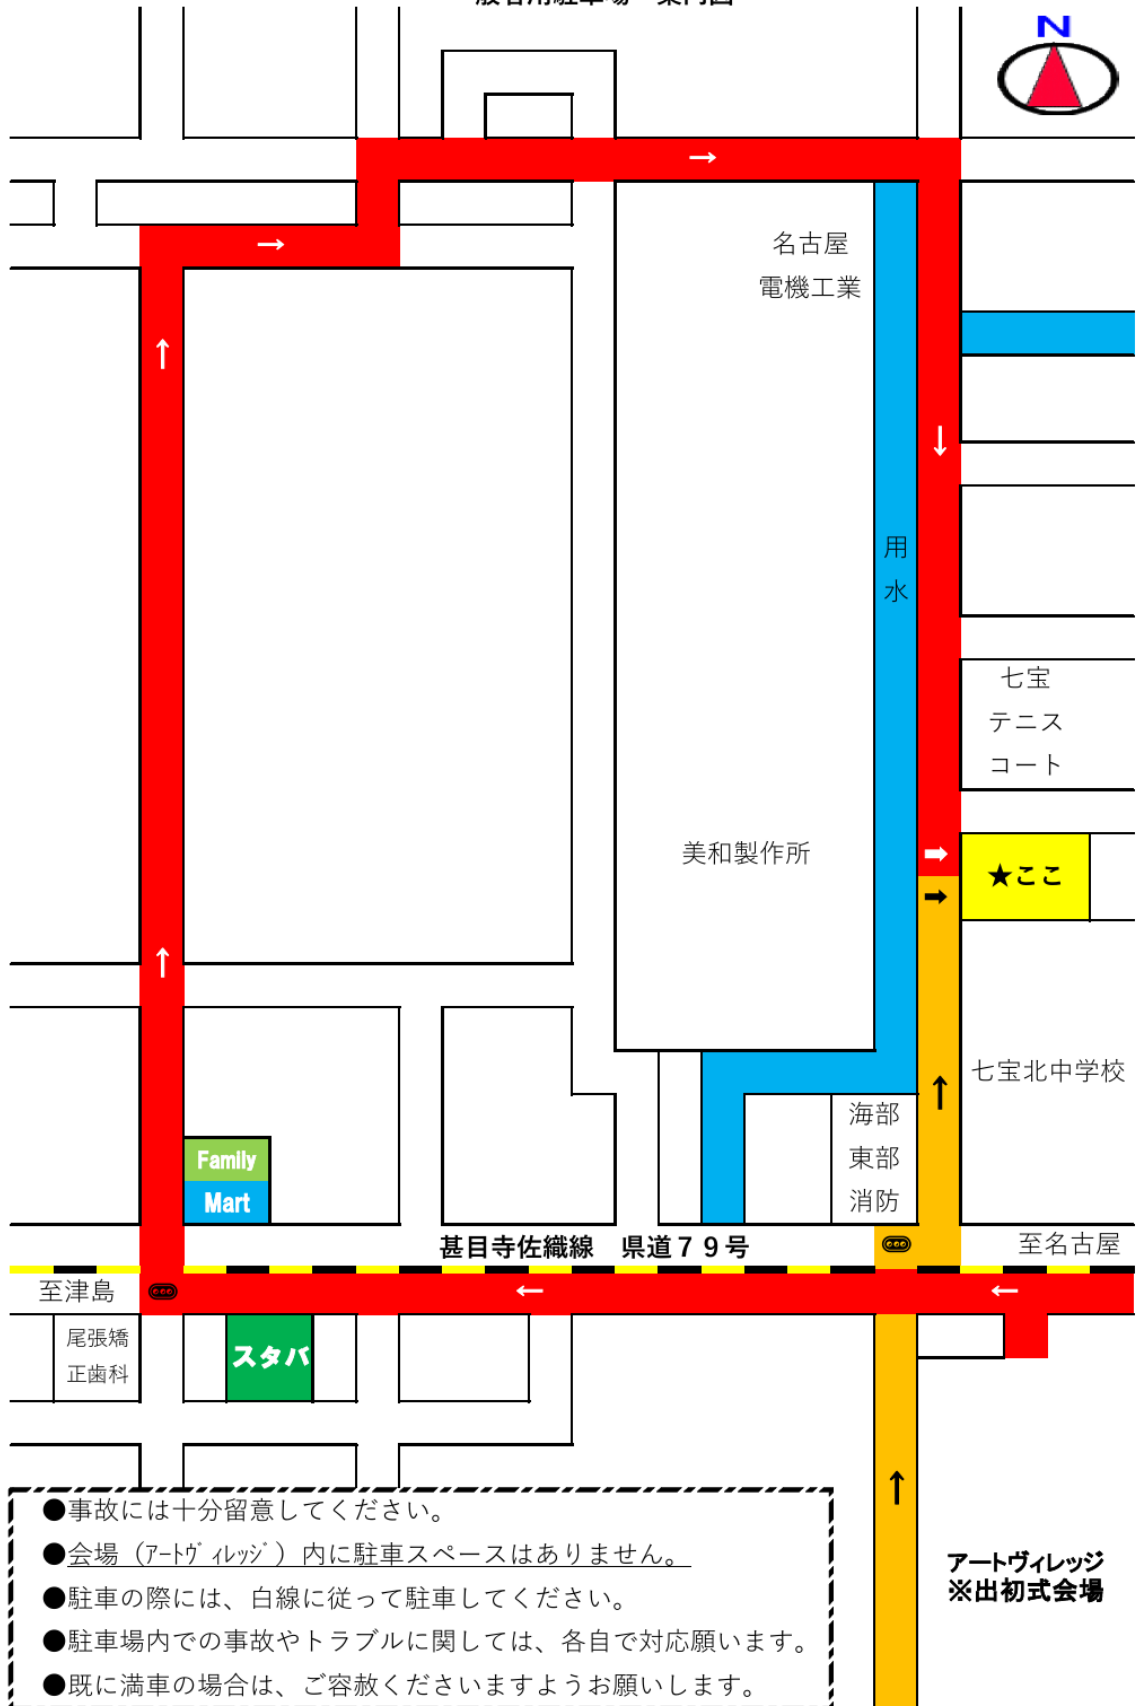 N
→
→
名古屋
電機工業
↑
↓
用
水
七宝
テニス
コート
美和製作所
➡
★ここ
➡
↑
七宝北中学校
↑
海部
東部
消防
Family
Mart
甚目寺佐織線　県道７９号
至名古屋
至津島
←
←
尾張矯
正歯科
スタバ
↑
●事故には十分留意してください。
●会場（ｱｰﾄｳﾞｨﾚｯｼﾞ）内に駐車スペースはありません。
●駐車の際には、白線に従って駐車してください。
●駐車場内での事故やトラブルに関しては、各自で対応願います。
●既に満車の場合は、ご容赦くださいますようお願いします。
アートヴィレッジ
※出初式会場